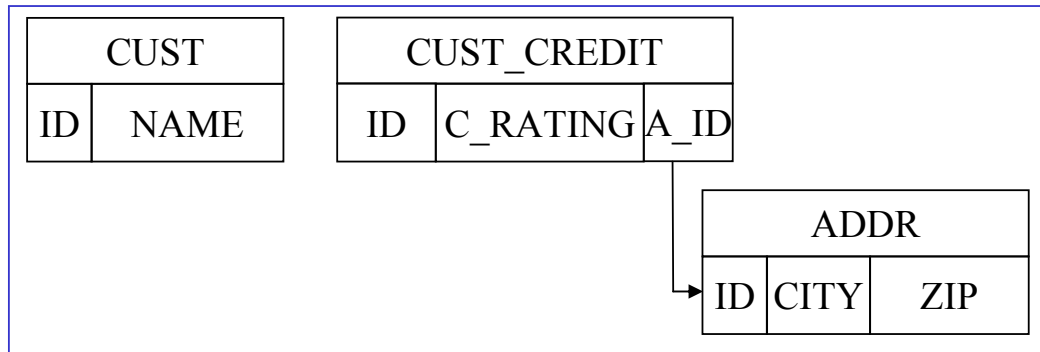 CUST
ID NAME
CUST_CREDIT
ID C_RATING A_ID
ADDR
ID CITY ZIP